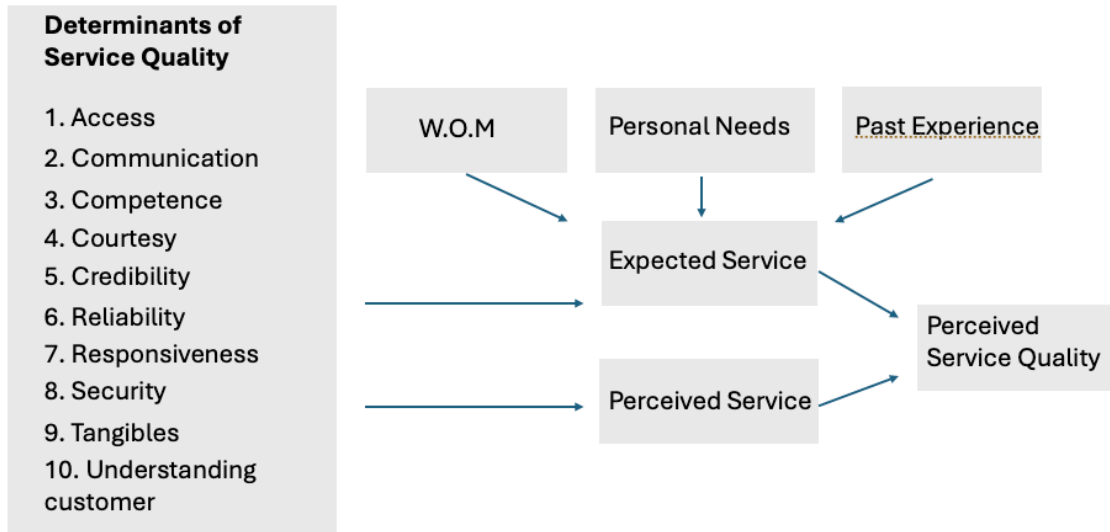 Determinants of
Service Quality
1. Access
2. Communication
3. Competence
4. Courtesy
5. Credibility
6. Reliability
7. Responsiveness
8. Security
9. Tangibles
10. Understanding
customer
W.O.M
Personal Needs
Past Experience
Expected Service
Perceived Service
Perceived
Service Quality